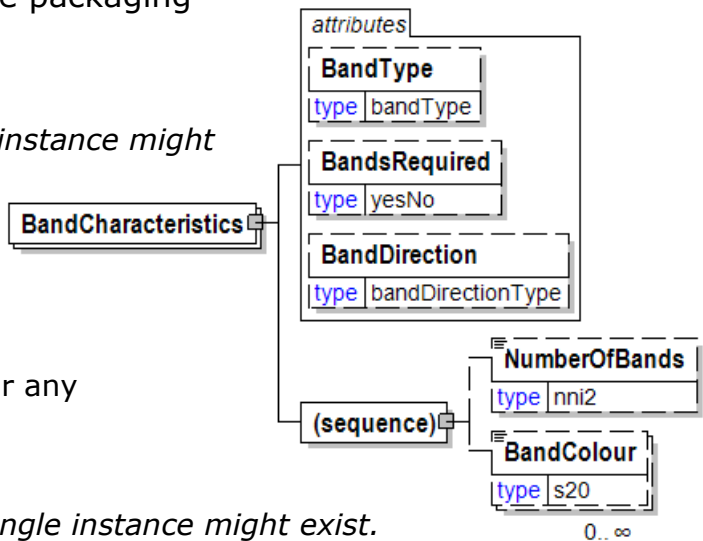 e packaging
instance might
r any
ngle instance might exist.
BandCharacteristics
attributes
BandType
type bandType
BandsRequired
type yesNo
BandDirection
type bandDirectionType
(sequence)
NumberOfBands
type nni2
BandColour
type s20
0.. ∞